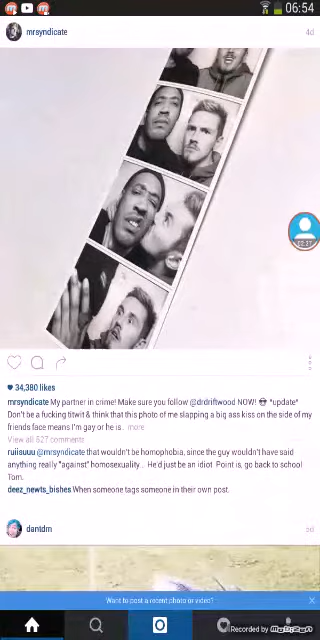 06:54
mrsyndicate 4d
02:27
34,380 likes
mrsyndicate My partner in crime! Make sure you follow @drdriftwood NOW! 😎 *update*
Don't be a fucking titwit & think that this photo of me slapping a big ass kiss on the side of my
friends face means I'm gay or he is.. more
View all 527 comments
ruiisuuu @mrsyndicate that wouldn't be homophobia, since the guy wouldn't have said
anything really "against" homosexuality... He'd just be an idiot Point is, go back to school
Tom.
deez_newts_bishes When someone tags someone in their own post.
dantdm 5d
Want to post a recent photo or video?
Recorded by Mobizen